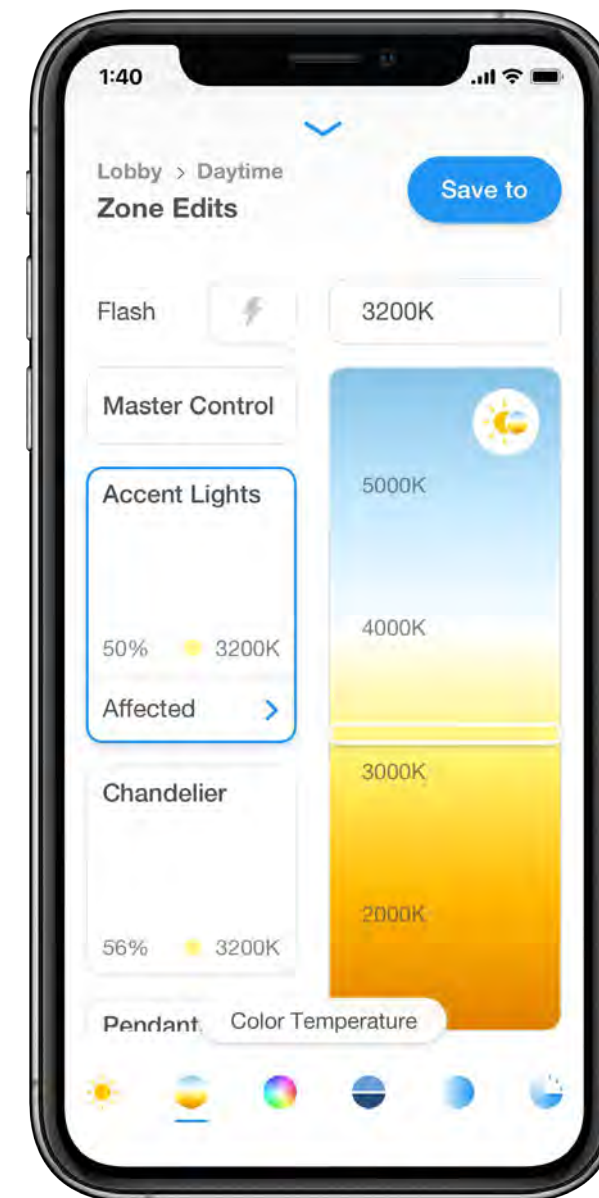 1:40
Lobby > Daytime
Zone Edits
Save to
Flash
3200K
Master Control
Accent Lights
50% 3200K
Affected >
Chandelier
56% 3200K
Pendant
5000K
4000K
3000K
2000K
Color Temperature